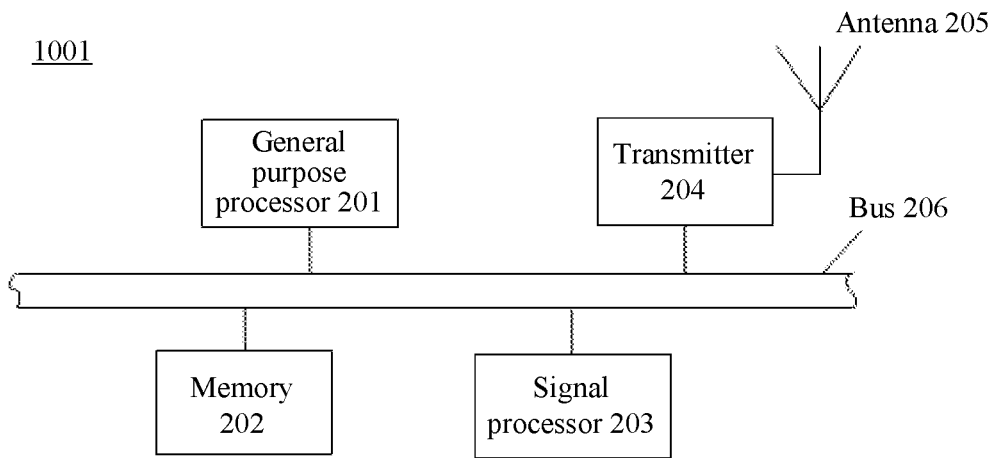 Antenna 205
1001
General
purpose
processor 201
Transmitter
204
Bus 206
Memory
202
Signal
processor 203